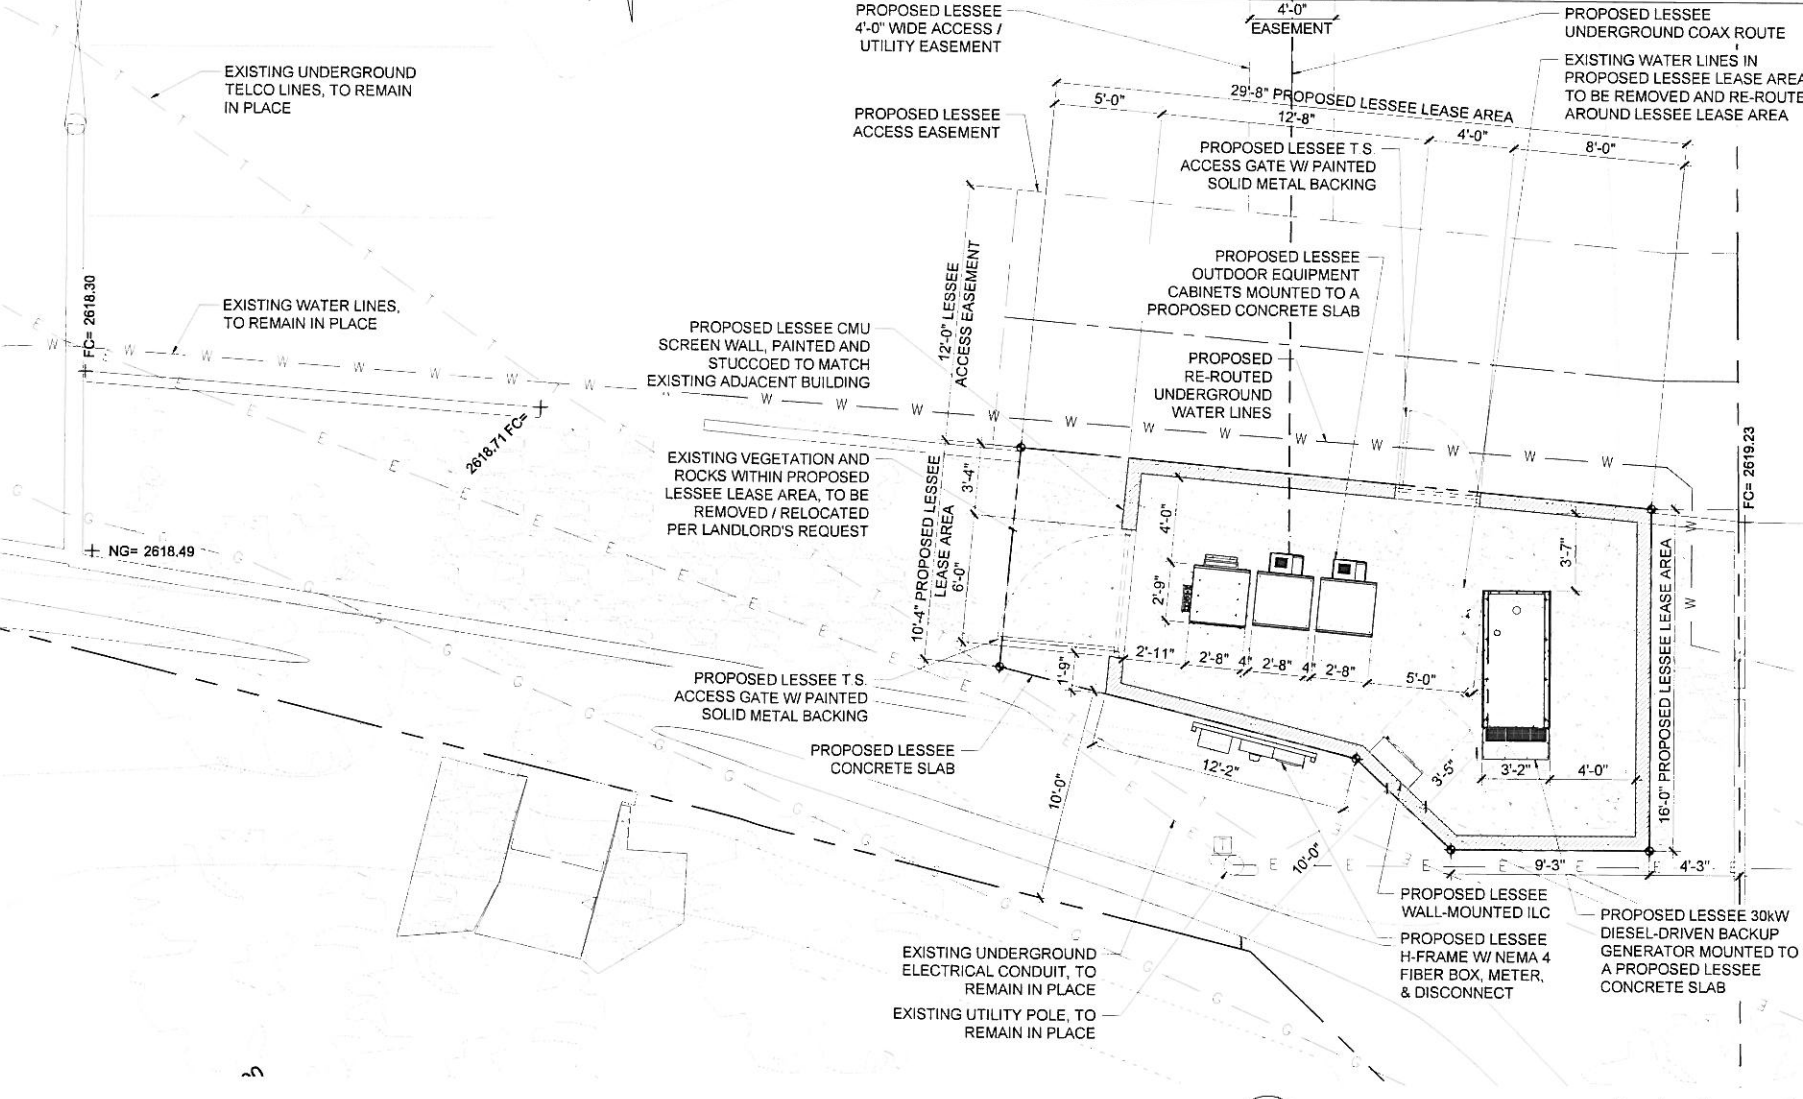 PROPOSED LESSEE
4'-0" WIDE ACCESS /
UTILITY EASEMENT
4'-0"
EASEMENT
PROPOSED LESSEE
UNDERGROUND COAX ROUTE
EXISTING WATER LINES IN
PROPOSED LESSEE LEASE AREA
TO BE REMOVED AND RE-ROUTE
AROUND LESSEE LEASE AREA
EXISTING UNDERGROUND
TELCO LINES, TO REMAIN
IN PLACE
PROPOSED LESSEE
ACCESS EASEMENT
29'-8" PROPOSED LESSEE LEASE AREA
5'-0"
12'-8"
4'-0"
8'-0"
PROPOSED LESSEE T.S.
ACCESS GATE W/ PAINTED
SOLID METAL BACKING
12'-0" LESSEE
ACCESS EASEMENT
PROPOSED LESSEE
OUTDOOR EQUIPMENT
CABINETS MOUNTED TO A
PROPOSED CONCRETE SLAB
FC= 2618.30
EXISTING WATER LINES,
TO REMAIN IN PLACE
PROPOSED LESSEE CMU
SCREEN WALL, PAINTED AND
STUCCOED TO MATCH
EXISTING ADJACENT BUILDING
PROPOSED
RE-ROUTED
UNDERGROUND
WATER LINES
W W W W W W W W
W W W W W W W W W W W W
2618.71 FC=
FC= 2619.23
EXISTING VEGETATION AND
ROCKS WITHIN PROPOSED
LESSEE LEASE AREA, TO BE
REMOVED / RELOCATED
PER LANDLORD'S REQUEST
10'-4" PROPOSED LESSEE
LEASE AREA
3'-4"
6'-0"
4'-0"
2'-9"
3'-7"
NG= 2618.49
16'-0" PROPOSED LESSEE LEASE AREA
W
W
1'-9"
2'-11"
2'-8"
4"
2'-8"
4"
2'-8"
5'-0"
PROPOSED LESSEE T.S.
ACCESS GATE W/ PAINTED
SOLID METAL BACKING
PROPOSED LESSEE
CONCRETE SLAB
10'-0"
12'-2"
3'-5"
3'-2"
4'-0"
10'-0"
T
E E E E E E E
9'-3"
4'-3"
PROPOSED LESSEE
WALL-MOUNTED ILC
PROPOSED LESSEE
H-FRAME W/ NEMA 4
FIBER BOX, METER,
& DISCONNECT
PROPOSED LESSEE 30kW
DIESEL-DRIVEN BACKUP
GENERATOR MOUNTED TO
A PROPOSED LESSEE
CONCRETE SLAB
EXISTING UNDERGROUND
ELECTRICAL CONDUIT, TO
REMAIN IN PLACE
EXISTING UTILITY POLE, TO
REMAIN IN PLACE